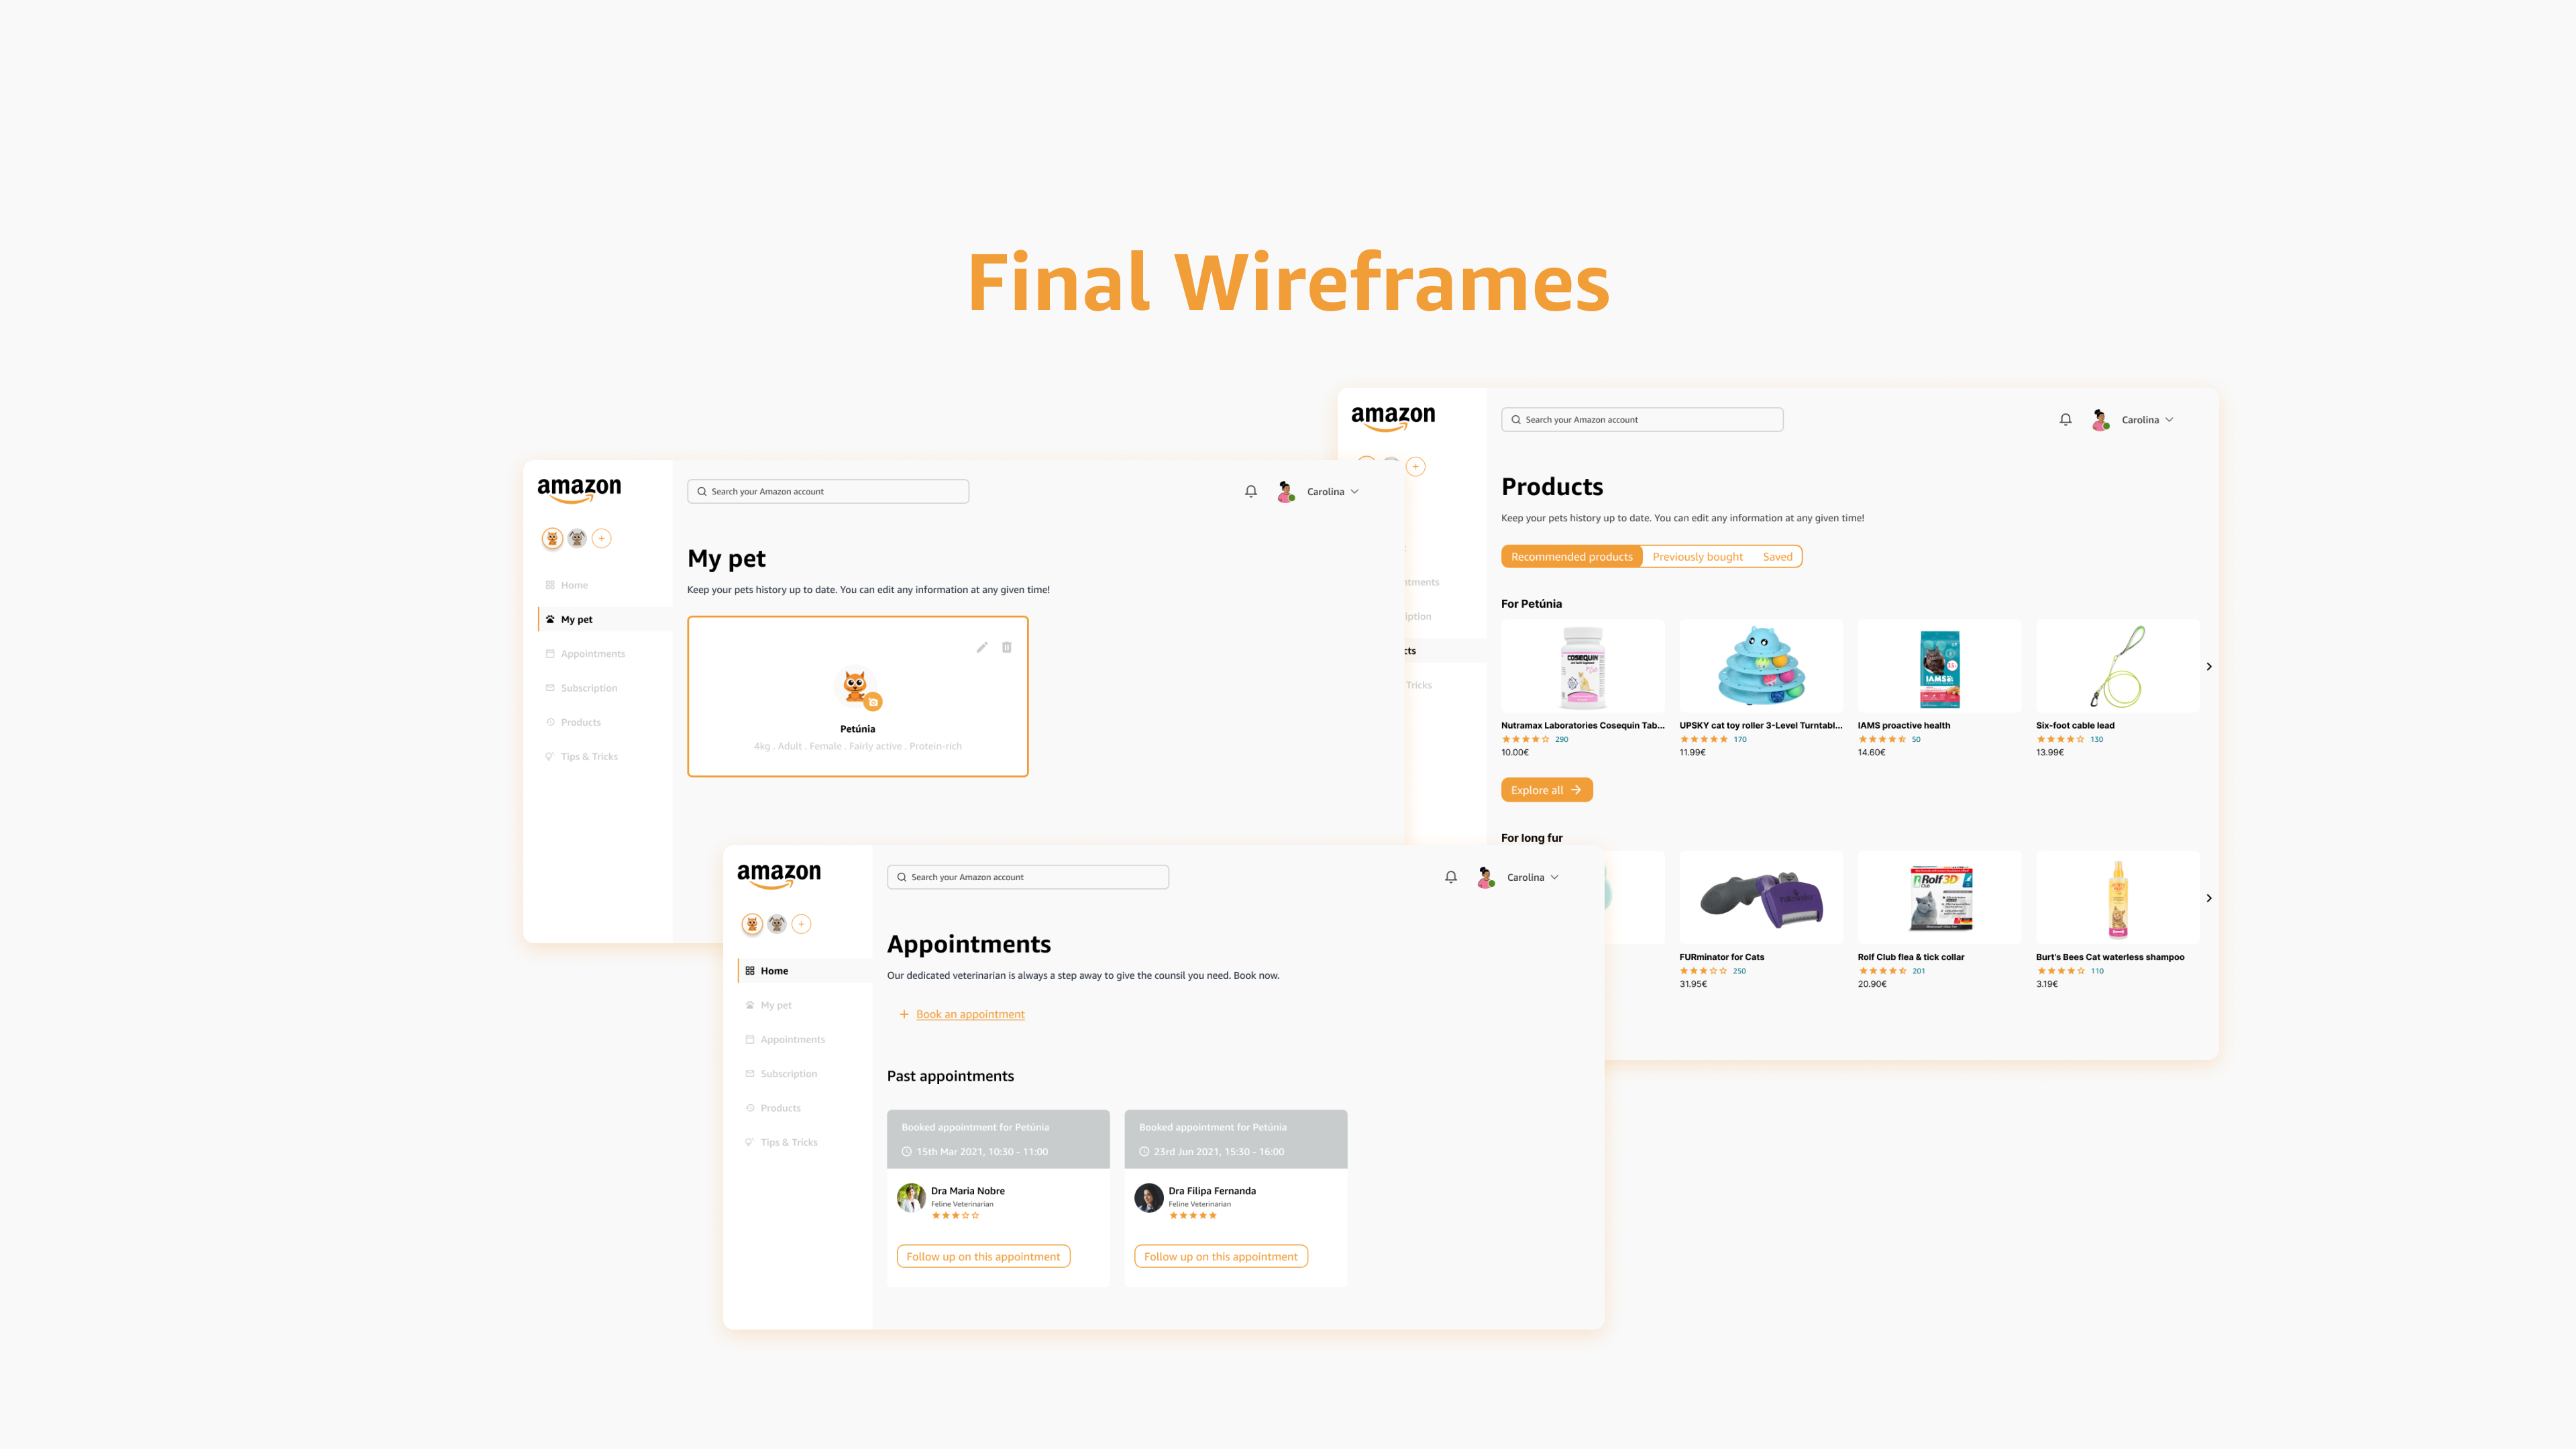 Final Wireframes
amazon
Search your Amazon account
Carolina
Home
My pet
Appointments
Subscription
Products
Tips & Tricks
My pet
Keep your pets history up to date. You can edit any information at any given time!
Petúnia
4kg . Adult . Female . Fairly active . Protein-rich
amazon
Search your Amazon account
Carolina
ntments
iption
cts
Tricks
Products
Keep your pets history up to date. You can edit any information at any given time!
Recommended products
Previously bought
Saved
For Petúnia
COSEQUIN
IAMS
Nutramax Laboratories Cosequin Tab...
290
10.00€
UPSKY cat toy roller 3-Level Turntabl...
170
11.99€
IAMS proactive health
50
14.60€
Six-foot cable lead
130
13.99€
Explore all
For long fur
Rolf Club 3D
FURminator for Cats
250
31.95€
Rolf Club flea & tick collar
201
20.90€
Burt's Bees Cat waterless shampoo
110
3.19€
amazon
Search your Amazon account
Carolina
Home
My pet
Appointments
Subscription
Products
Tips & Tricks
Appointments
Our dedicated veterinarian is always a step away to give the counsil you need. Book now.
+ Book an appointment
Past appointments
Booked appointment for Petúnia
15th Mar 2021, 10:30 - 11:00
Dra Maria Nobre
Feline Veterinarian
Follow up on this appointment
Booked appointment for Petúnia
23rd Jun 2021, 15:30 - 16:00
Dra Filipa Fernanda
Feline Veterinarian
Follow up on this appointment